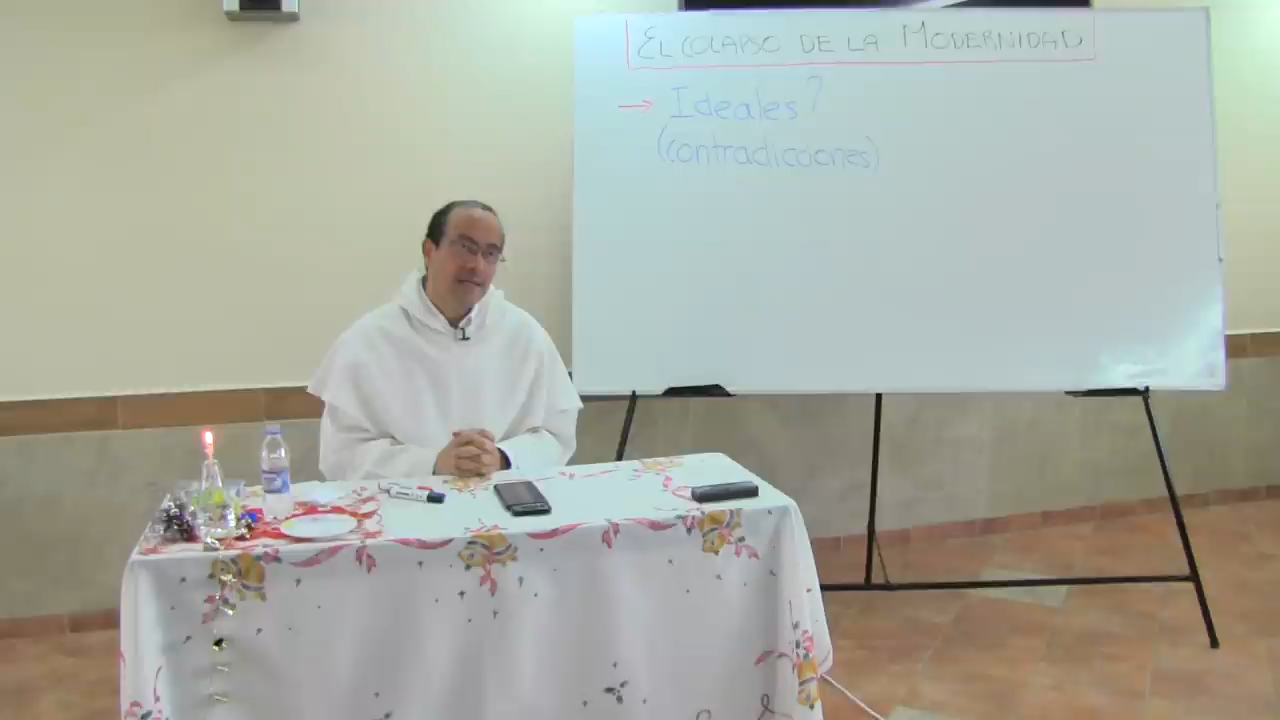 EL COLAPSO DE LA MODERNIDAD
→ Ideales?
(contradicciones)